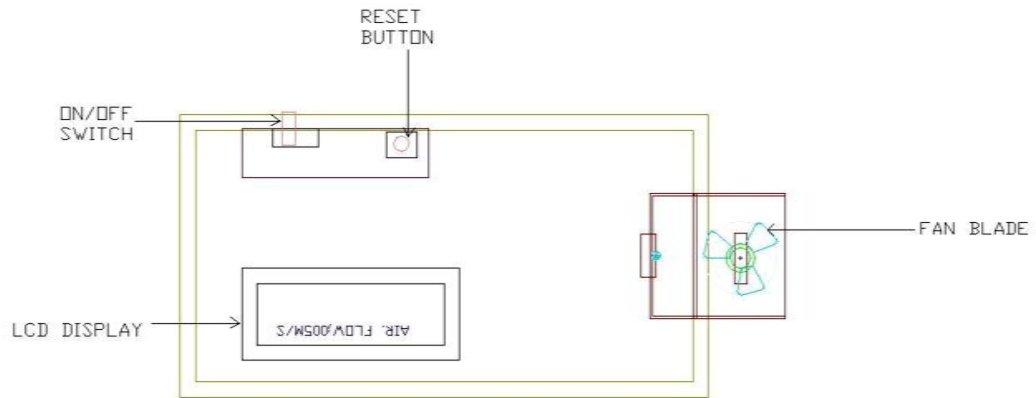 RESET
BUTTON
ON/OFF
SWITCH
FAN BLADE
LCD DISPLAY
AIR. FLOW;005M/S